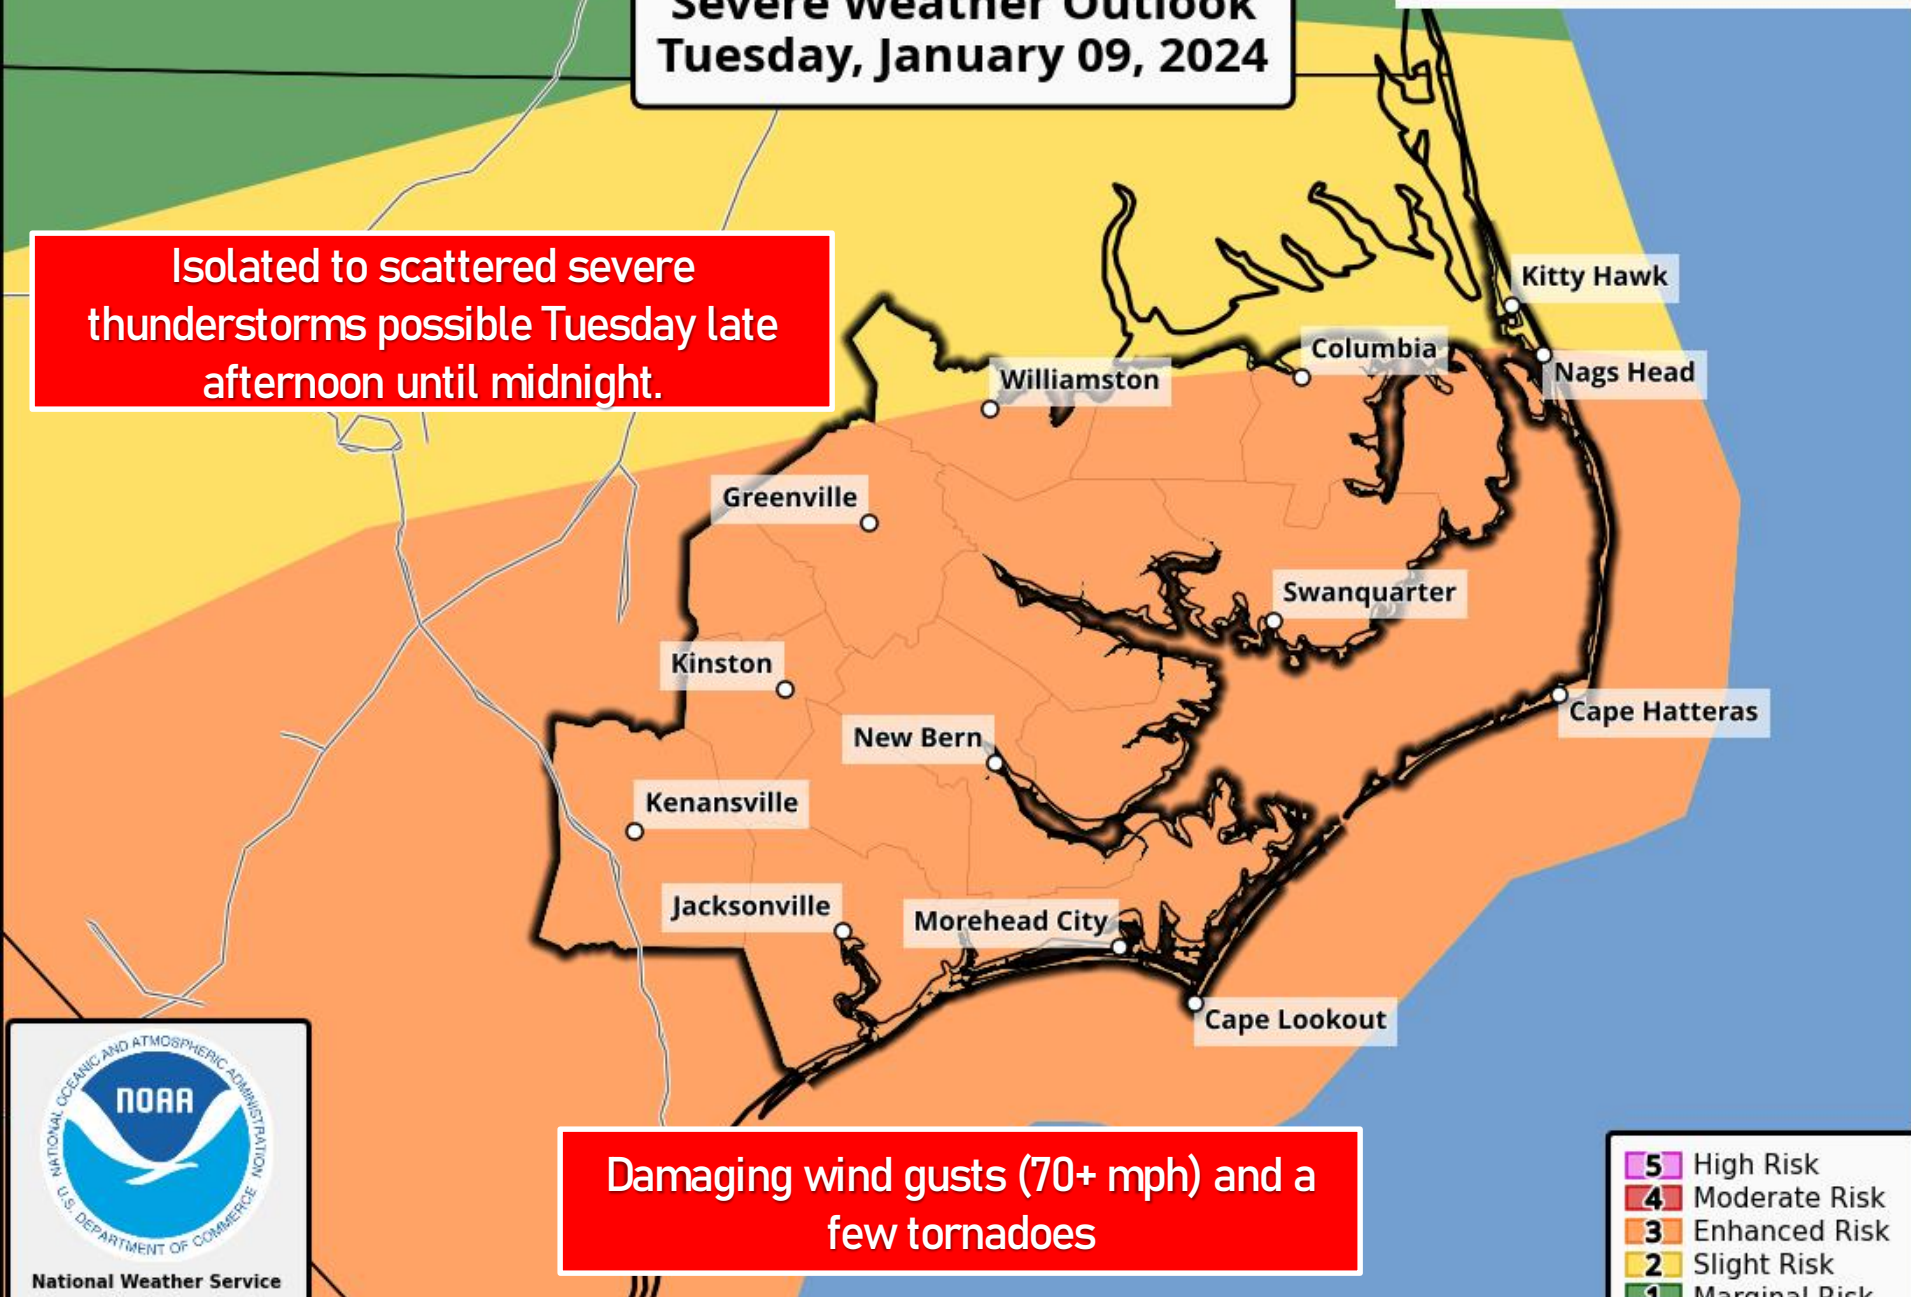 Severe Weather Outlook
Tuesday, January 09, 2024
Isolated to scattered severe
thunderstorms possible Tuesday late
afternoon until midnight.
Kitty Hawk
Columbia
Nags Head
Williamston
Greenville
Swanquarter
Kinston
Cape Hatteras
New Bern
Kenansville
Jacksonville
Morehead City
Cape Lookout
NATIONAL OCEANIC AND ATMOSPHERIC ADMINISTRATION
NOAA
U.S. DEPARTMENT OF COMMERCE
National Weather Service
Damaging wind gusts (70+ mph) and a
few tornadoes
5 High Risk
4 Moderate Risk
3 Enhanced Risk
2 Slight Risk
1 Marginal Risk